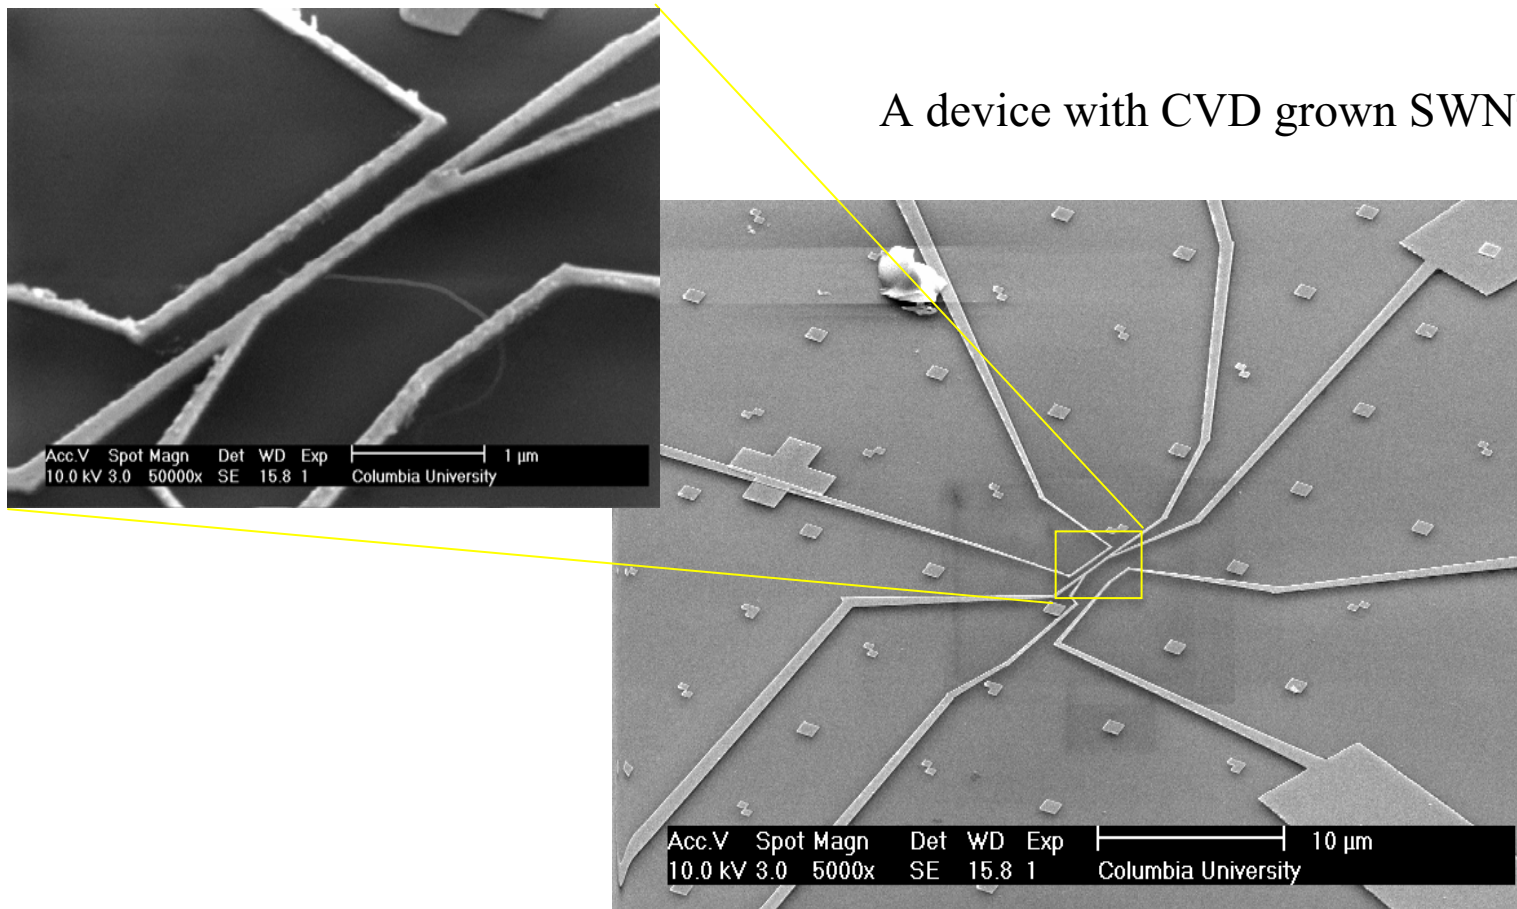 A device with CVD grown SWN
Acc.V Spot Magn Det WD Exp 1 µm
10.0 kV 3.0 50000x SE 15.8 1 Columbia University
Acc.V Spot Magn Det WD Exp 10 µm
10.0 kV 3.0 5000x SE 15.8 1 Columbia University